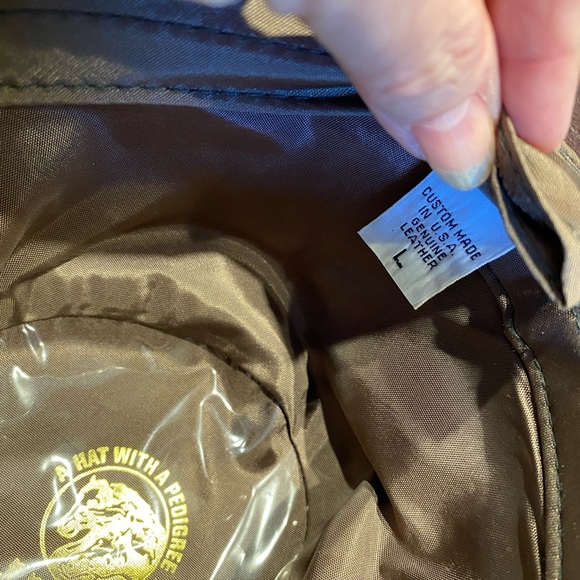 CUSTOM MADE
IN U.S.A.
GENUINE
LEATHER
L
A HAT WITH A PEDIGREE